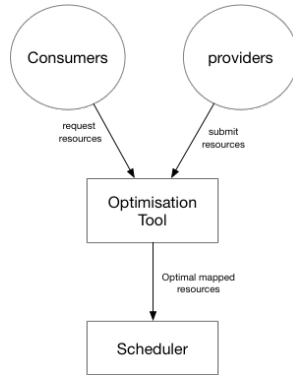 Consumers
providers
request
resources
submit
resources
Optimisation
Tool
Optimal mapped
resources
Scheduler